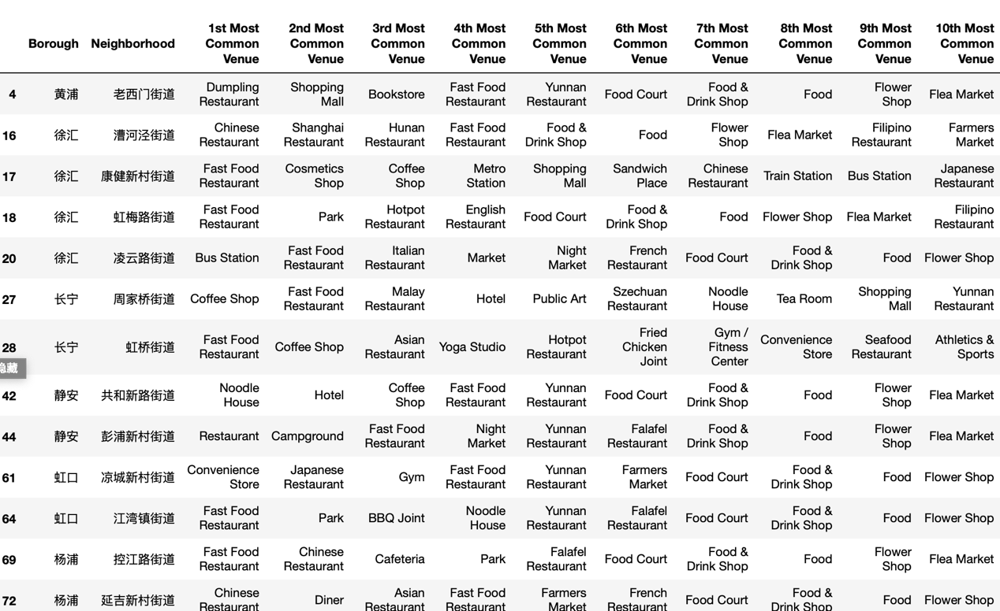 Borough Neighborhood 1st Most Common Venue 2nd Most Common Venue 3rd Most Common Venue 4th Most Common Venue 5th Most Common Venue 6th Most Common Venue 7th Most Common Venue 8th Most Common Venue 9th Most Common Venue 10th Most Common Venue
4 黄浦 老西门街道 Dumpling Restaurant Shopping Mall Bookstore Fast Food Restaurant Yunnan Restaurant Food Court Food & Drink Shop Food Flower Shop Flea Market
16 徐汇 漕河泾街道 Chinese Restaurant Shanghai Restaurant Hunan Restaurant Fast Food Restaurant Food & Drink Shop Food Flower Shop Flea Market Filipino Restaurant Farmers Market
17 徐汇 康健新村街道 Fast Food Restaurant Cosmetics Shop Coffee Shop Metro Station Shopping Mall Sandwich Place Chinese Restaurant Train Station Bus Station Japanese Restaurant
18 徐汇 虹梅路街道 Fast Food Restaurant Park Hotpot Restaurant English Restaurant Food Court Food & Drink Shop Food Flower Shop Flea Market Filipino Restaurant
20 徐汇 凌云路街道 Bus Station Fast Food Restaurant Italian Restaurant Market Night Market French Restaurant Food Court Food & Drink Shop Food Flower Shop
27 长宁 周家桥街道 Coffee Shop Fast Food Restaurant Malay Restaurant Hotel Public Art Szechuan Restaurant Noodle House Tea Room Shopping Mall Yunnan Restaurant
28 长宁 虹桥街道 Fast Food Restaurant Coffee Shop Asian Restaurant Yoga Studio Hotpot Restaurant Fried Chicken Joint Gym / Fitness Center Convenience Store Seafood Restaurant Athletics & Sports
隐藏
42 静安 共和新路街道 Noodle House Hotel Coffee Shop Fast Food Restaurant Yunnan Restaurant Food Court Food & Drink Shop Food Flower Shop Flea Market
44 静安 彭浦新村街道 Restaurant Campground Fast Food Restaurant Night Market Yunnan Restaurant Falafel Restaurant Food & Drink Shop Food Flower Shop Flea Market
61 虹口 凉城新村街道 Convenience Store Japanese Restaurant Gym Fast Food Restaurant Yunnan Restaurant Farmers Market Food Court Food & Drink Shop Food Flower Shop
64 虹口 江湾镇街道 Fast Food Restaurant Park BBQ Joint Noodle House Yunnan Restaurant Falafel Restaurant Food Court Food & Drink Shop Food Flower Shop
69 杨浦 控江路街道 Fast Food Restaurant Chinese Restaurant Cafeteria Park Falafel Restaurant Food Court Food & Drink Shop Food Flower Shop Flea Market
72 杨浦 延吉新村街道 Chinese Restaurant Diner Asian Restaurant Fast Food Restaurant Farmers Market French Restaurant Food Court Food & Drink Shop Food Flower Shop